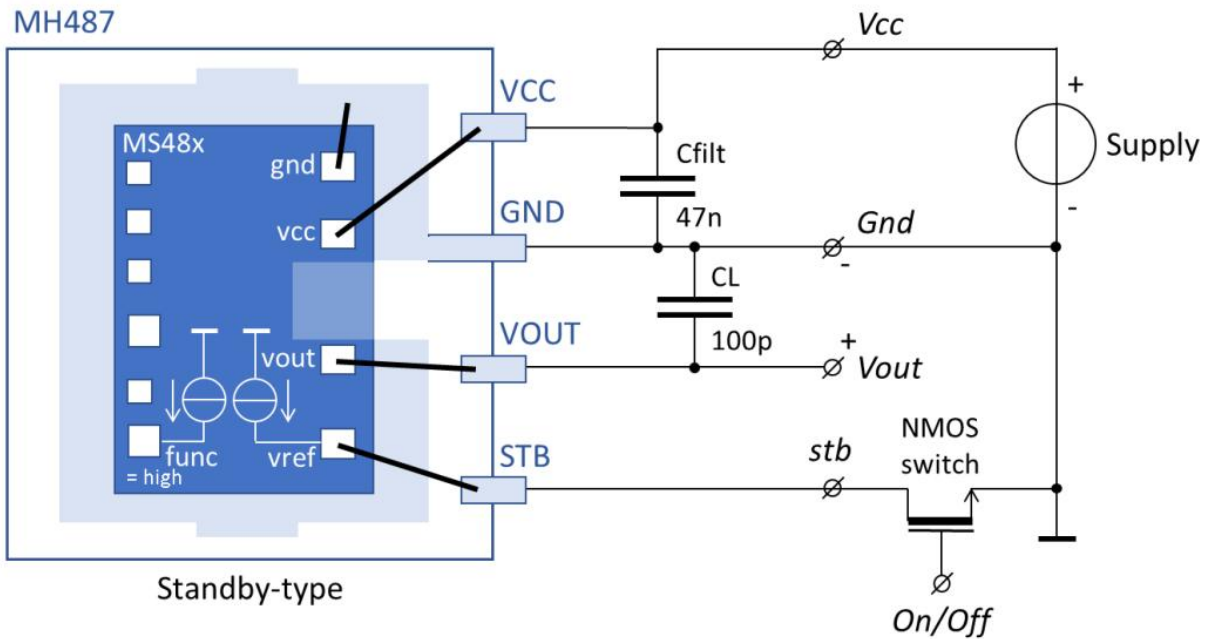 MH487
MS48x
gnd
vcc
vout
func
vref
= high
Standby-type
VCC
GND
VOUT
STB
Cfilt
47n
CL
100p
Vcc
+
Supply
-
Gnd
-
+
Vout
stb
NMOS
switch
On/Off